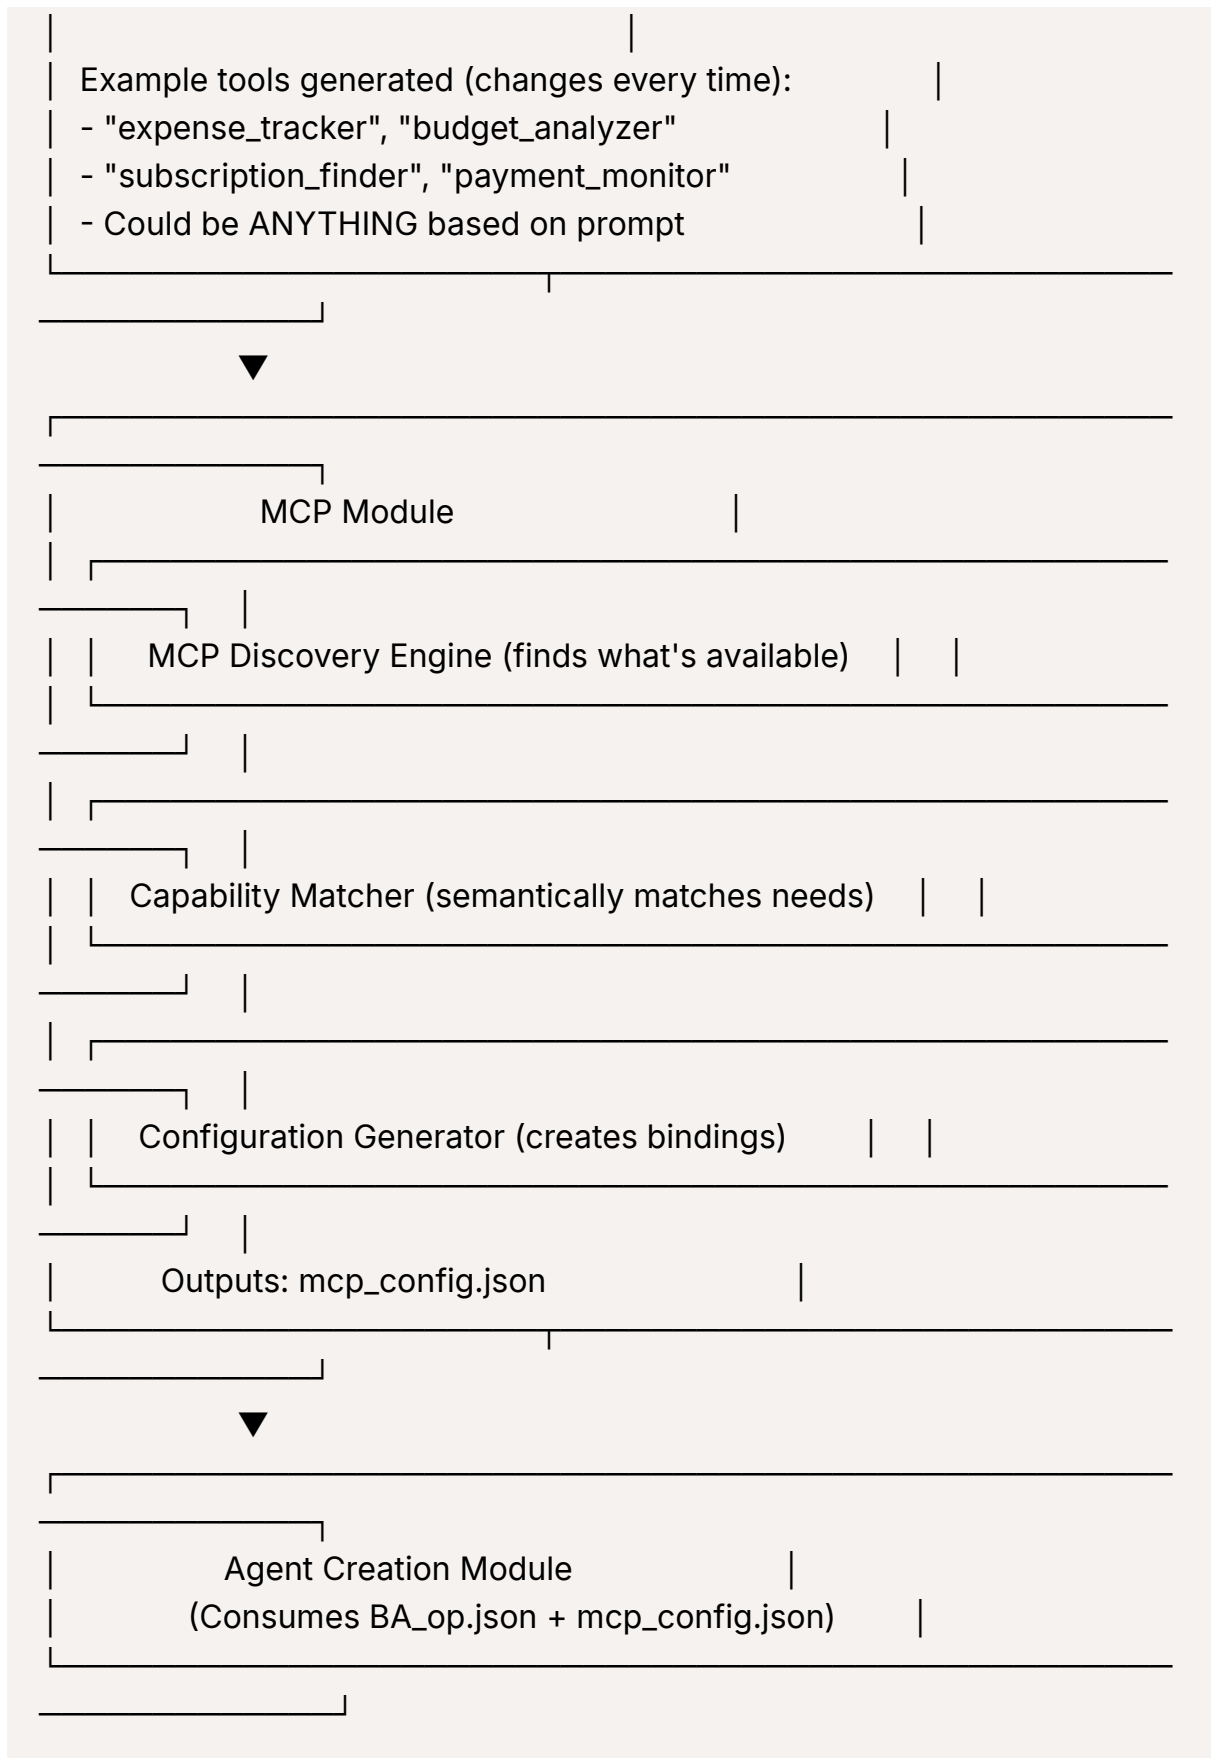 Example tools generated (changes every time):
- "expense_tracker", "budget_analyzer"
- "subscription_finder", "payment_monitor"
- Could be ANYTHING based on prompt
▼
MCP Module
MCP Discovery Engine (finds what's available)
Capability Matcher (semantically matches needs)
Configuration Generator (creates bindings)
Outputs: mcp_config.json
▼
Agent Creation Module
(Consumes BA_op.json + mcp_config.json)